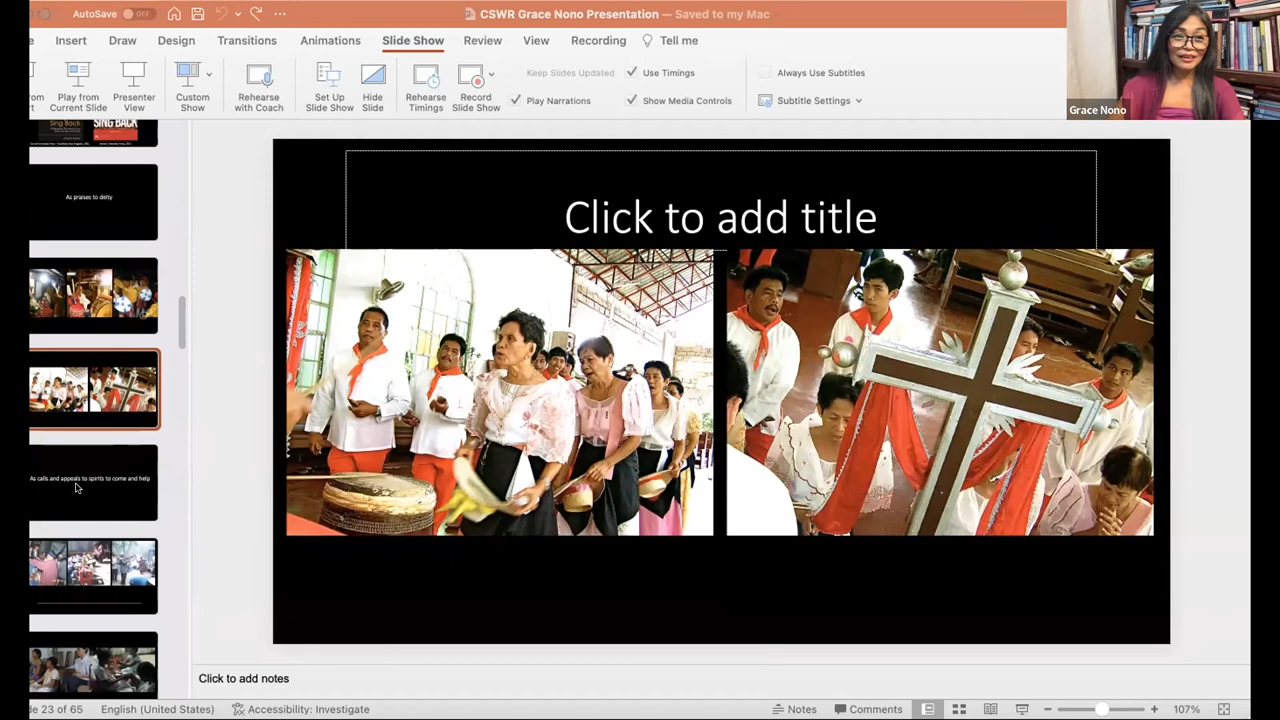 AutoSave OFF
CSWR Grace Nono Presentation — Saved to my Mac
Insert Draw Design Transitions Animations Slide Show Review View Recording Tell me
Play from Current Slide
Presenter View
Custom Show
Rehearse with Coach
Set Up Slide Show
Hide Slide
Rehearse Timings
Record Slide Show
Keep Slides Updated
Use Timings
Play Narrations
Show Media Controls
Always Use Subtitles
Subtitle Settings
Grace Nono
SING BACK
As praises to deity
As calls and appeals to spirits to come and help
Click to add title
Click to add notes
de 23 of 65 English (United States) Accessibility: Investigate Notes Comments 107%